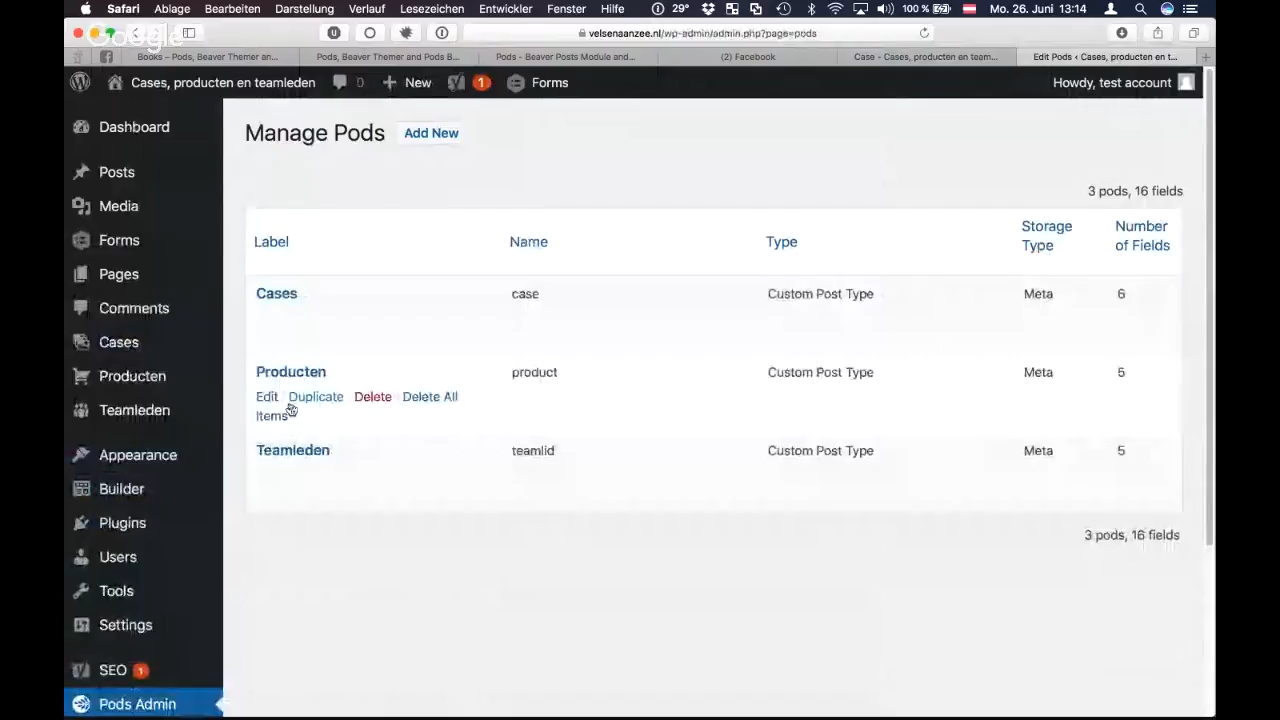 Safari Ablage Bearbeiten Darstellung Verlauf Lesezeichen Entwickler Fenster Hilfe 29° 100 % Mo. 26. Juni 13:14
Google
velsenaanzee.nl/wp-admin/admin.php?page=pods
Books – Pods, Beaver Themer an... Pods, Beaver Themer and Pods B... Pods - Beaver Posts Module and... (2) Facebook Case - Cases, producten en team... Edit Pods ‹ Cases, producten en t...
Cases, producten en teamleden 0 New 1 Forms Howdy, test account
Dashboard
Posts
Media
Forms
Pages
Comments
Cases
Producten
Teamleden
Appearance
Builder
Plugins
Users
Tools
Settings
SEO 1
Pods Admin
Manage Pods Add New
3 pods, 16 fields
Label Name Type Storage Type Number of Fields
Cases case Custom Post Type Meta 6
Producten product Custom Post Type Meta 5
Edit Duplicate Delete Delete All
Items
Teamleden teamlid Custom Post Type Meta 5
3 pods, 16 fields